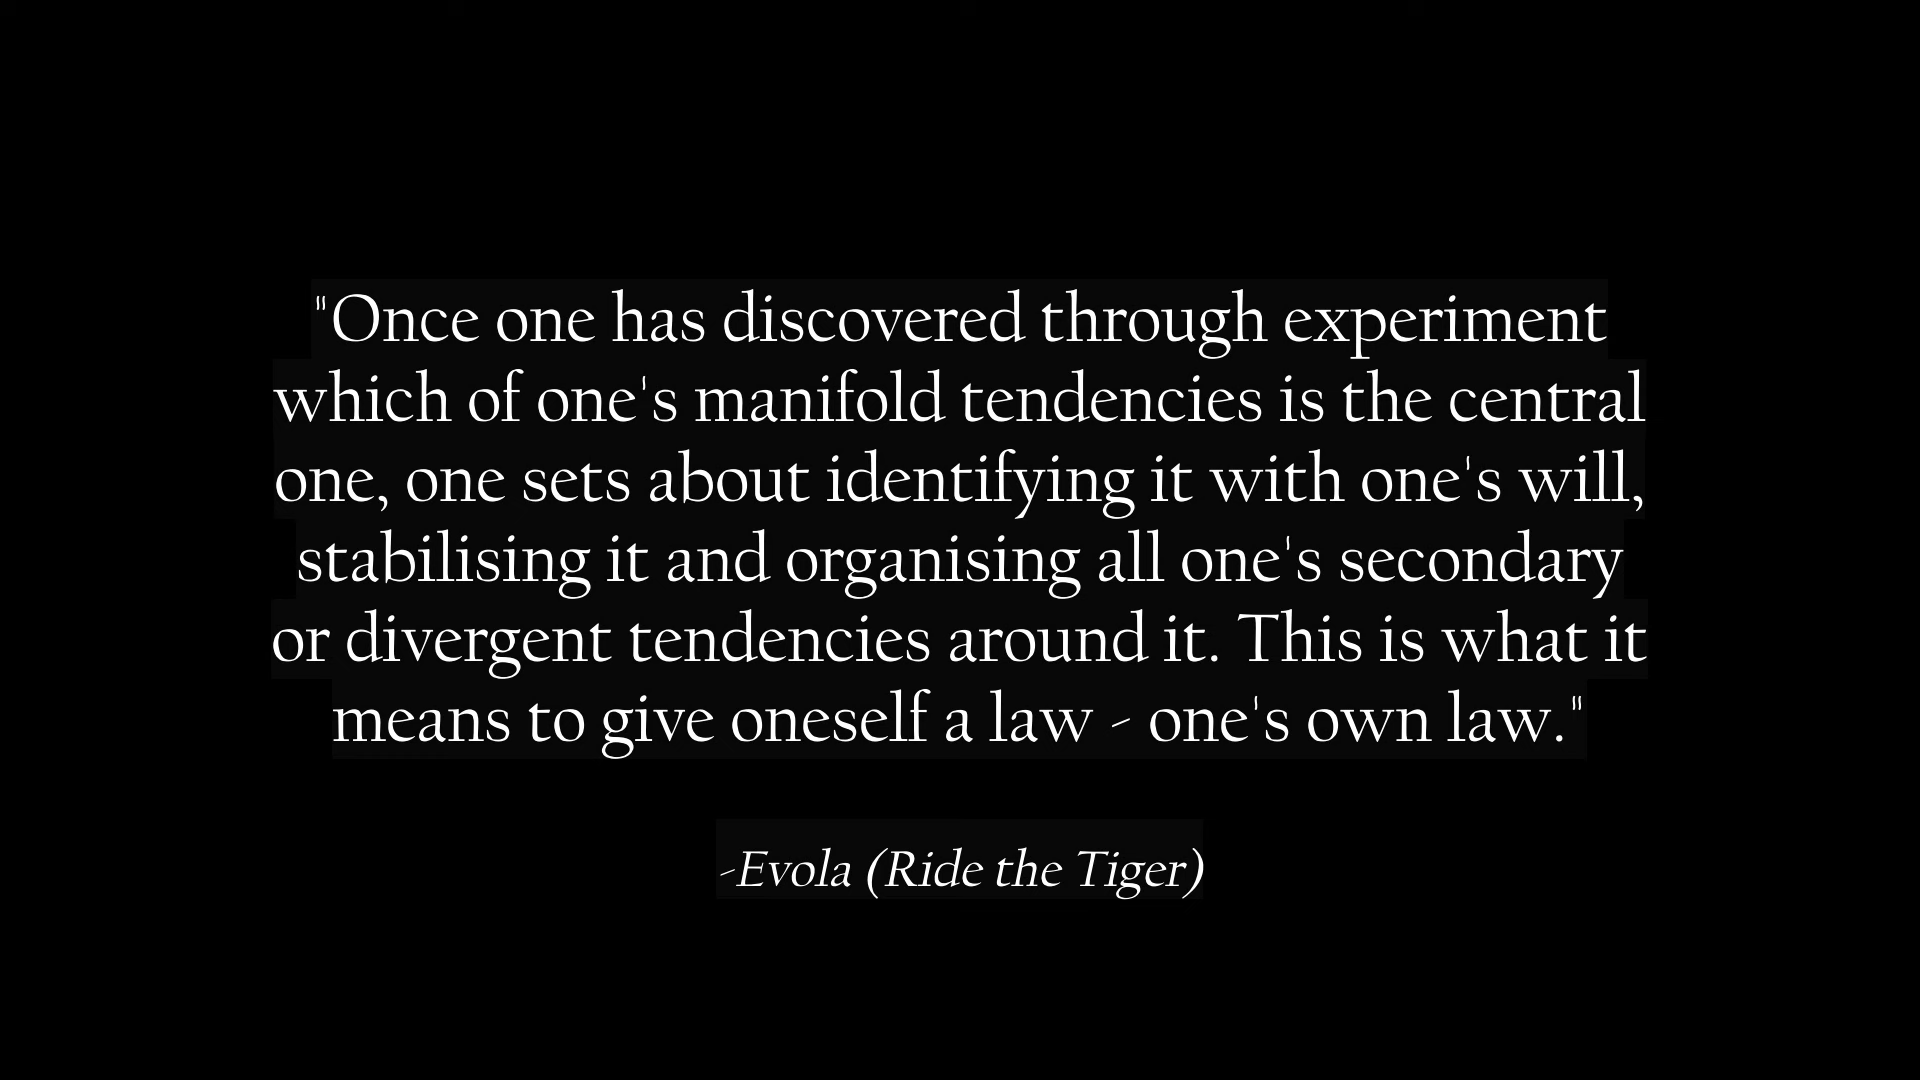 "Once one has discovered through experiment
which of one's manifold tendencies is the central
one, one sets about identifying it with one's will,
stabilising it and organising all one's secondary
or divergent tendencies around it. This is what it
means to give oneself a law - one's own law."
-Evola (Ride the Tiger)